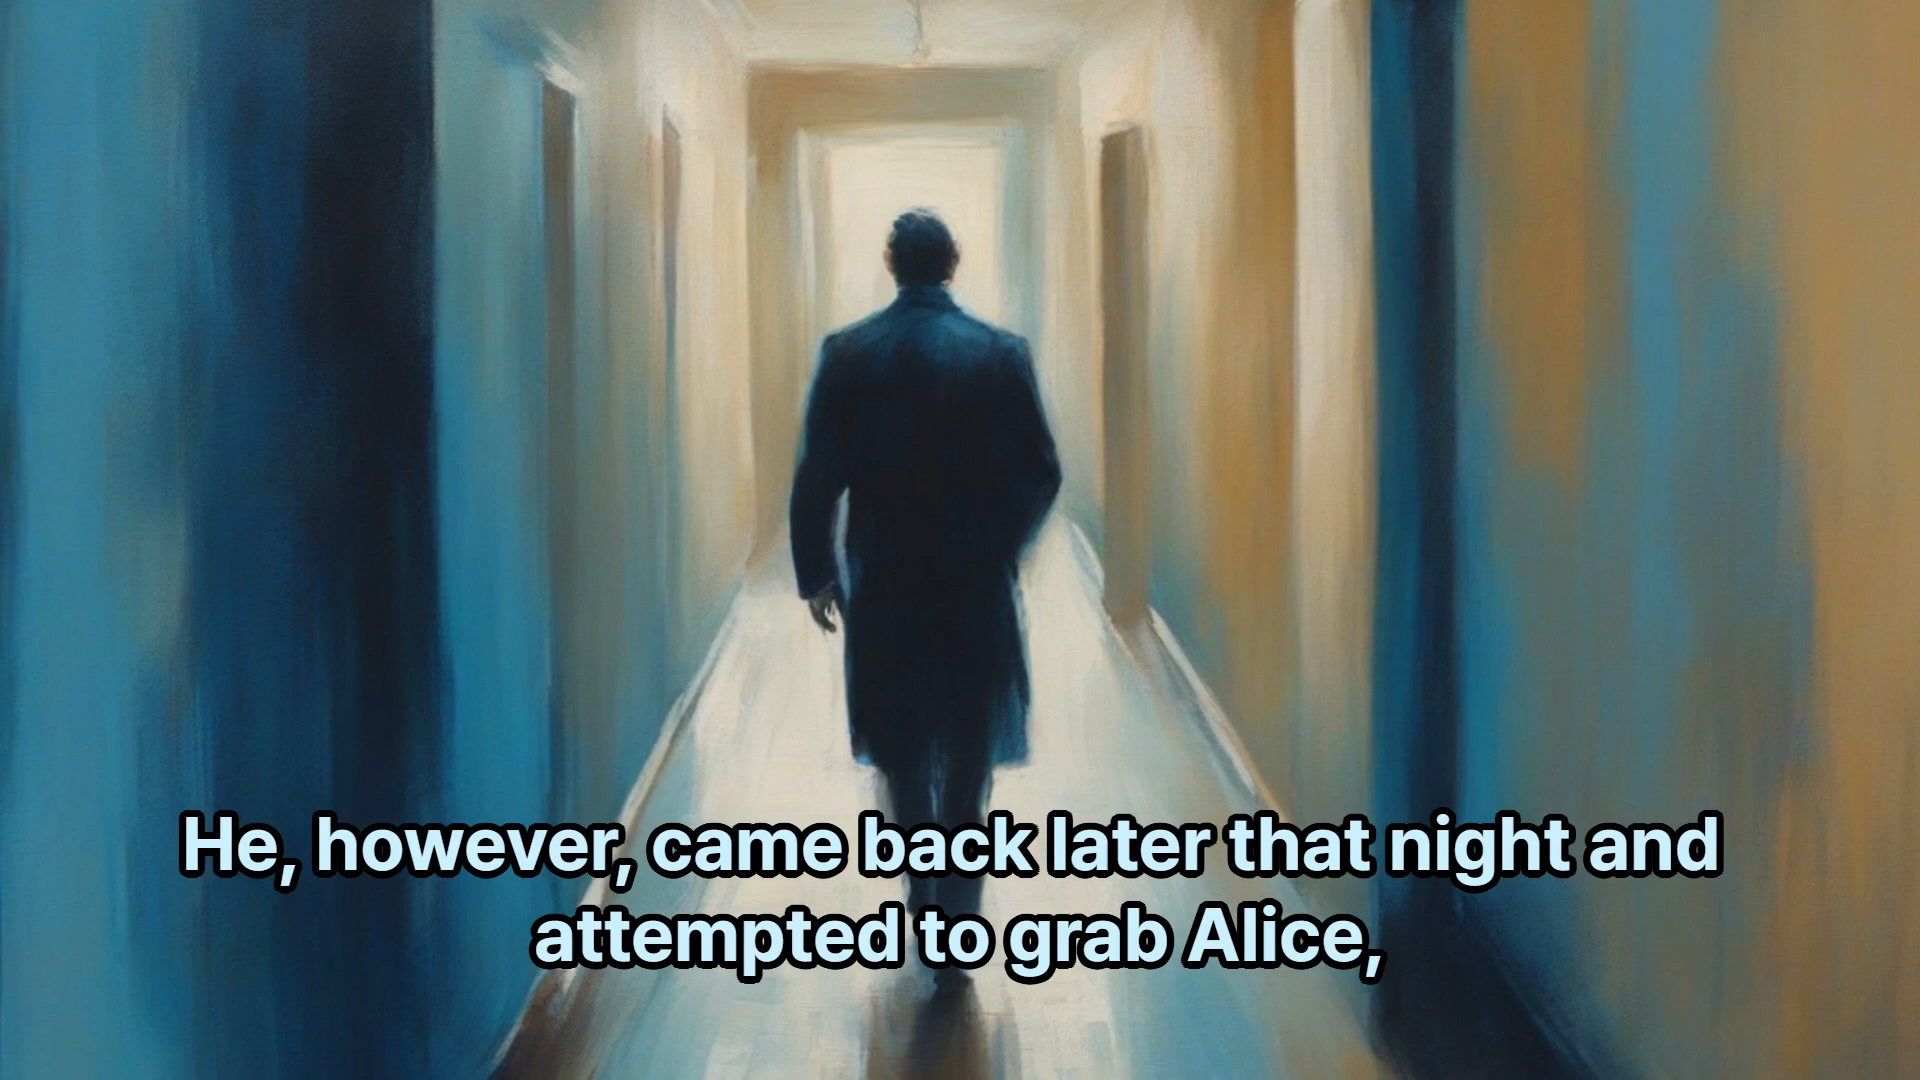 He, however, came back later that night and
attempted to grab Alice,